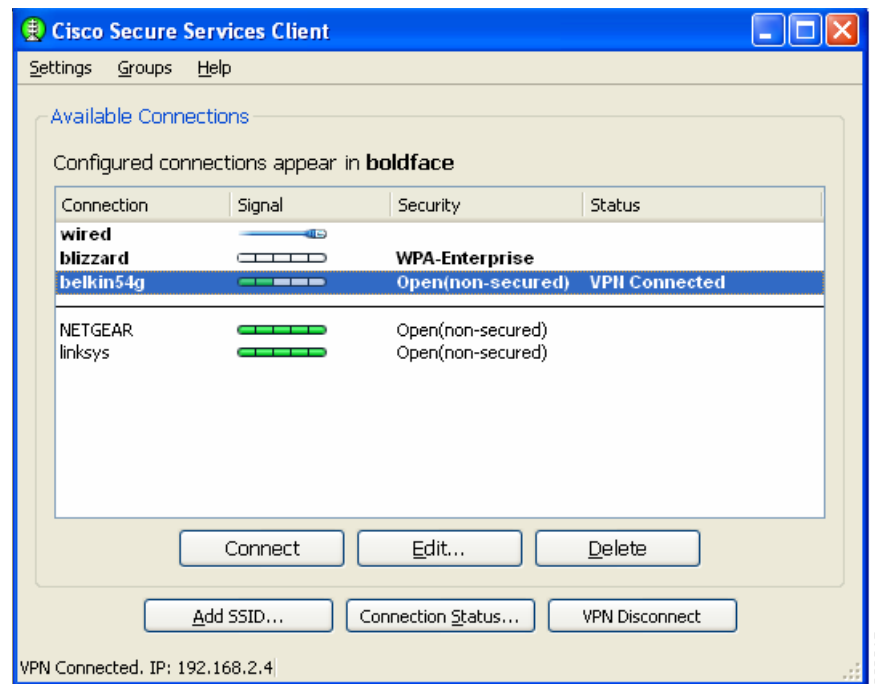 Cisco Secure Services Client
Settings Groups Help
Available Connections
Configured connections appear in boldface
Connection Signal Security Status
wired
blizzard WPA-Enterprise
belkin54g Open(non-secured) VPN Connected
NETGEAR Open(non-secured)
linksys Open(non-secured)
Connect Edit... Delete
Add SSID... Connection Status... VPN Disconnect
VPN Connected. IP: 192.168.2.4